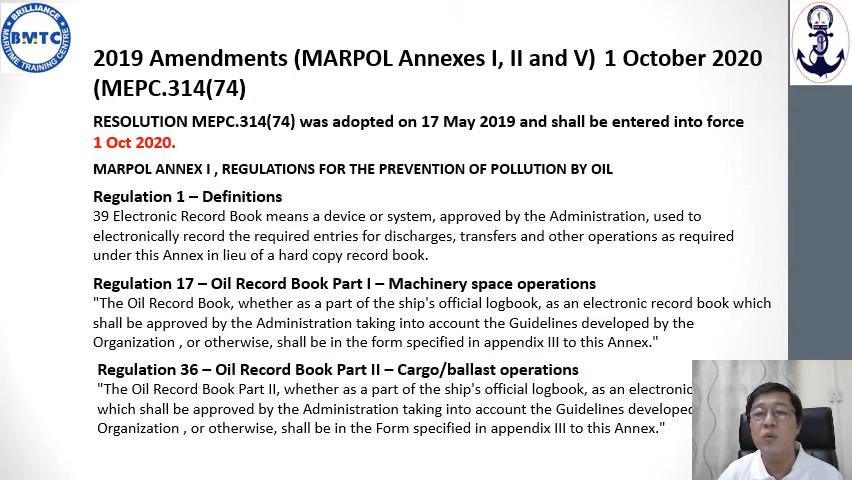 BRILLIANCE
BMTC
MARITIME TRAINING CENTRE
2019 Amendments (MARPOL Annexes I, II and V) 1 October 2020
(MEPC.314(74)
RESOLUTION MEPC.314(74) was adopted on 17 May 2019 and shall be entered into force
1 Oct 2020.
MARPOL ANNEX I , REGULATIONS FOR THE PREVENTION OF POLLUTION BY OIL
Regulation 1 – Definitions
39 Electronic Record Book means a device or system, approved by the Administration, used to
electronically record the required entries for discharges, transfers and other operations as required
under this Annex in lieu of a hard copy record book.
Regulation 17 – Oil Record Book Part I – Machinery space operations
"The Oil Record Book, whether as a part of the ship's official logbook, as an electronic record book which
shall be approved by the Administration taking into account the Guidelines developed by the
Organization , or otherwise, shall be in the form specified in appendix III to this Annex."
Regulation 36 – Oil Record Book Part II – Cargo/ballast operations
"The Oil Record Book Part II, whether as a part of the ship's official logbook, as an electronic
which shall be approved by the Administration taking into account the Guidelines developed
Organization , or otherwise, shall be in the Form specified in appendix III to this Annex."